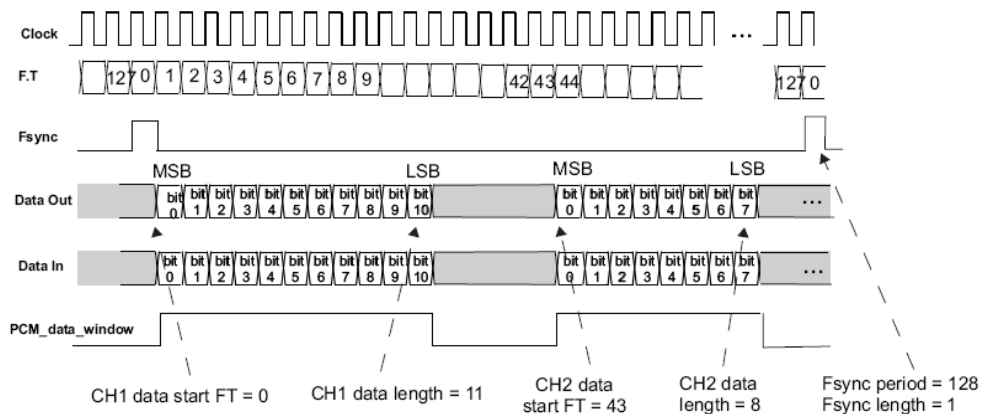 Clock ...
F.T 127 0 1 2 3 4 5 6 7 8 9 42 43 44 127 0
Fsync
MSB LSB MSB LSB
Data Out bit 0 bit 1 bit 2 bit 3 bit 4 bit 5 bit 6 bit 7 bit 8 bit 9 bit 10 bit 0 bit 1 bit 2 bit 3 bit 4 bit 5 bit 6 bit 7 ...
Data In bit 0 bit 1 bit 2 bit 3 bit 4 bit 5 bit 6 bit 7 bit 8 bit 9 bit 10 bit 0 bit 1 bit 2 bit 3 bit 4 bit 5 bit 6 bit 7 ...
PCM_data_window
CH1 data start FT = 0
CH1 data length = 11
CH2 data
start FT = 43
CH2 data
length = 8
Fsync period = 128
Fsync length = 1